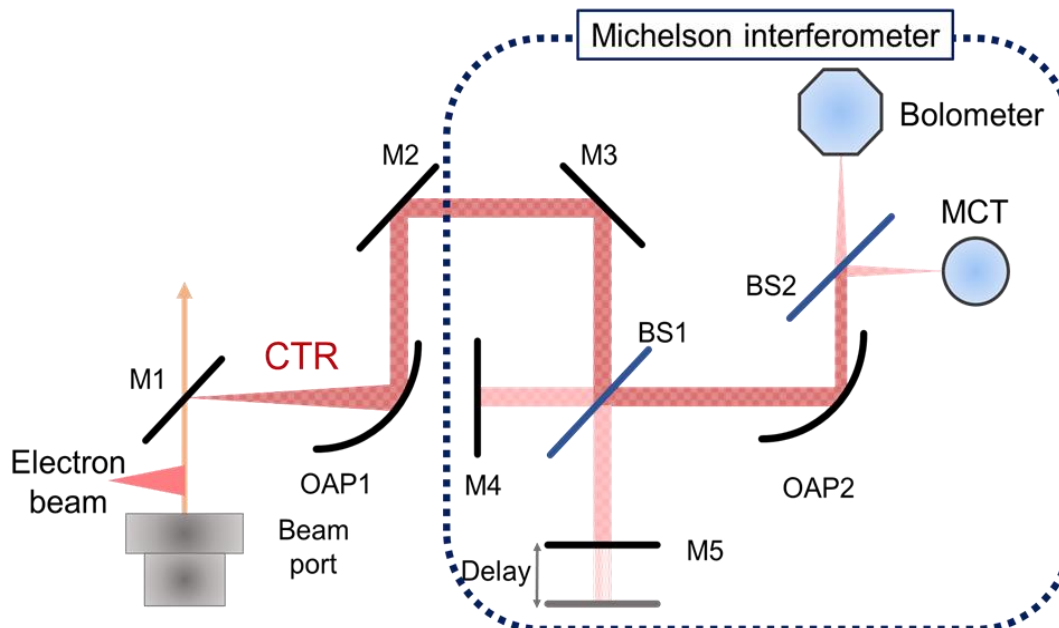 Michelson interferometer
Bolometer
M2
M3
MCT
BS2
BS1
CTR
M1
Electron
beam
OAP1
M4
OAP2
Beam
port
M5
Delay